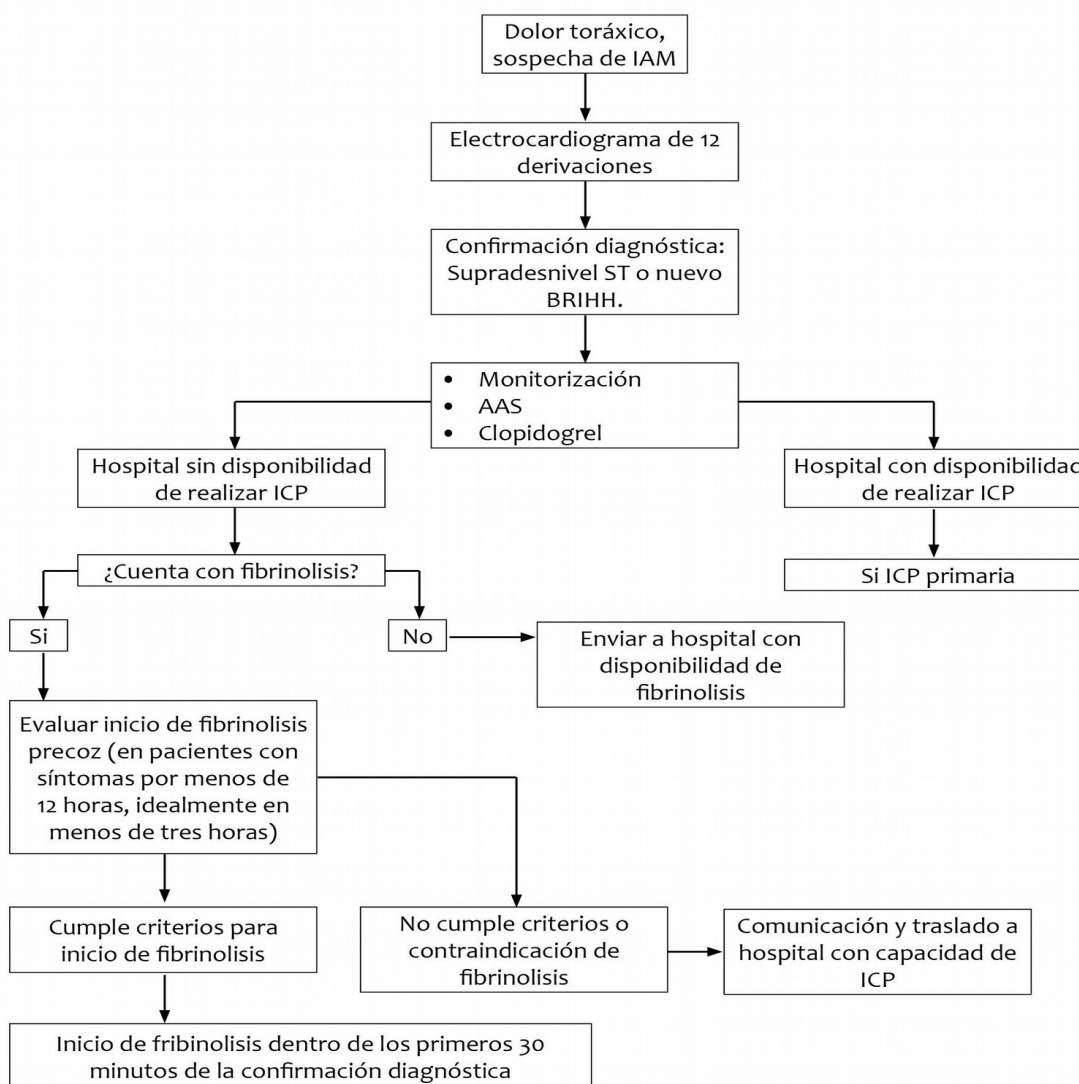 Dolor toráxico,
sospecha de IAM
Electrocardiograma de 12
derivaciones
Confirmación diagnóstica:
Supradesnivel ST o nuevo
BRIHH.
• Monitorización
• AAS
• Clopidogrel
Hospital sin disponibilidad
de realizar ICP
Hospital con disponibilidad
de realizar ICP
¿Cuenta con fibrinolisis?
Si ICP primaria
Si
No
Enviar a hospital con
disponibilidad de
fibrinolisis
Evaluar inicio de fibrinolisis
precoz (en pacientes con
síntomas por menos de
12 horas, idealmente en
menos de tres horas)
Cumple criterios para
inicio de fibrinolisis
No cumple criterios o
contraindicación de
fibrinolisis
Comunicación y traslado a
hospital con capacidad de
ICP
Inicio de fribinolisis dentro de los primeros 30
minutos de la confirmación diagnóstica